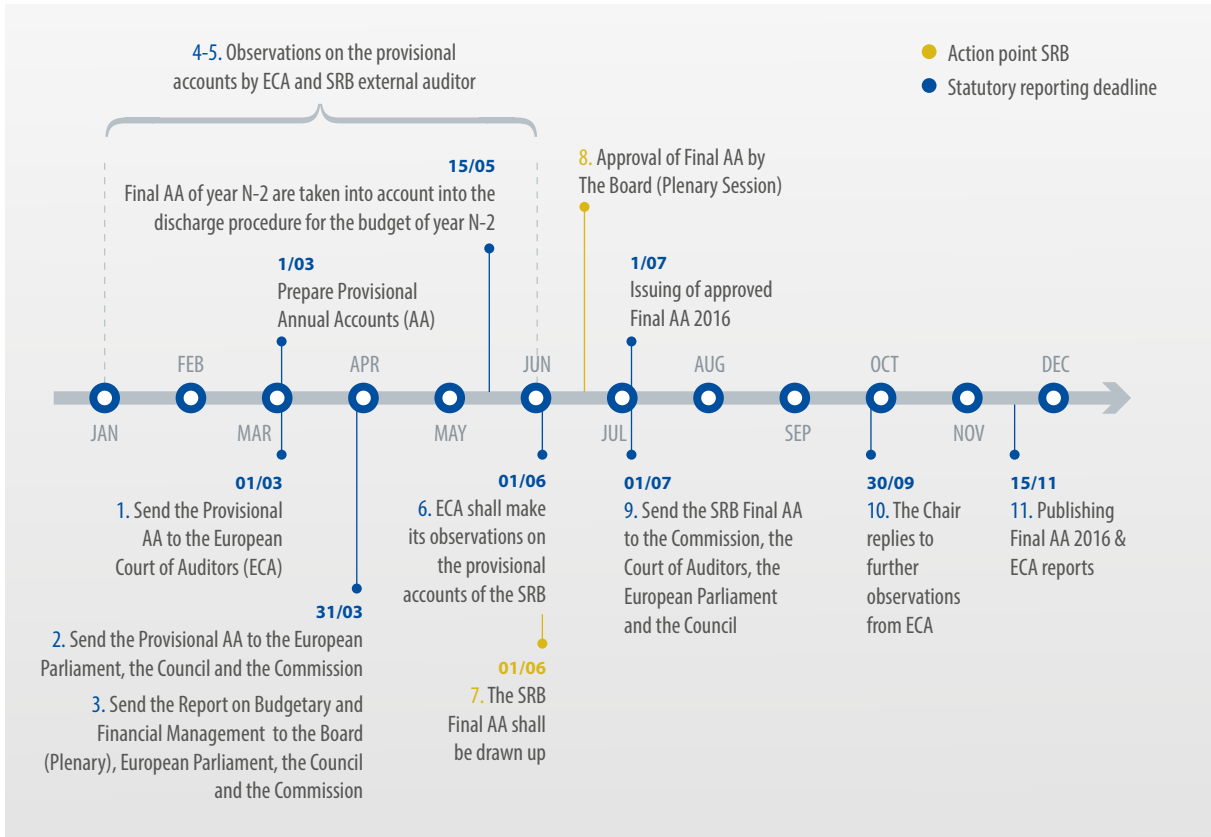 4-5. Observations on the provisional
accounts by ECA and SRB external auditor
Action point SRB
Statutory reporting deadline
15/05
Final AA of year N-2 are taken into account into the
discharge procedure for the budget of year N-2
8. Approval of Final AA by
The Board (Plenary Session)
1/03
Prepare Provisional
Annual Accounts (AA)
1/07
Issuing of approved
Final AA 2016
FEB
APR
JUN
AUG
OCT
DEC
JAN
MAR
MAY
JUL
SEP
NOV
01/03
1. Send the Provisional
AA to the European
Court of Auditors (ECA)
31/03
2. Send the Provisional AA to the European
Parliament, the Council and the Commission
3. Send the Report on Budgetary and
Financial Management to the Board
(Plenary), European Parliament, the Council
and the Commission
01/06
6. ECA shall make
its observations on
the provisional
accounts of the SRB
01/06
7. The SRB
Final AA shall
be drawn up
01/07
9. Send the SRB Final AA
to the Commission, the
Court of Auditors, the
European Parliament
and the Council
30/09
10. The Chair
replies to
further
observations
from ECA
15/11
11. Publishing
Final AA 2016 &
ECA reports